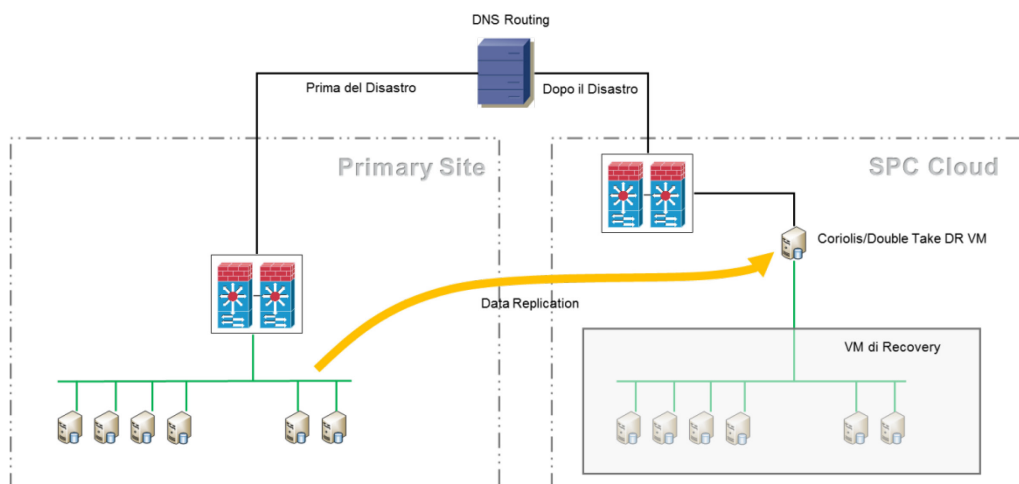 DNS Routing
Prima del Disastro
Dopo il Disastro
Primary Site
SPC Cloud
Coriolis/Double Take DR VM
Data Replication
VM di Recovery